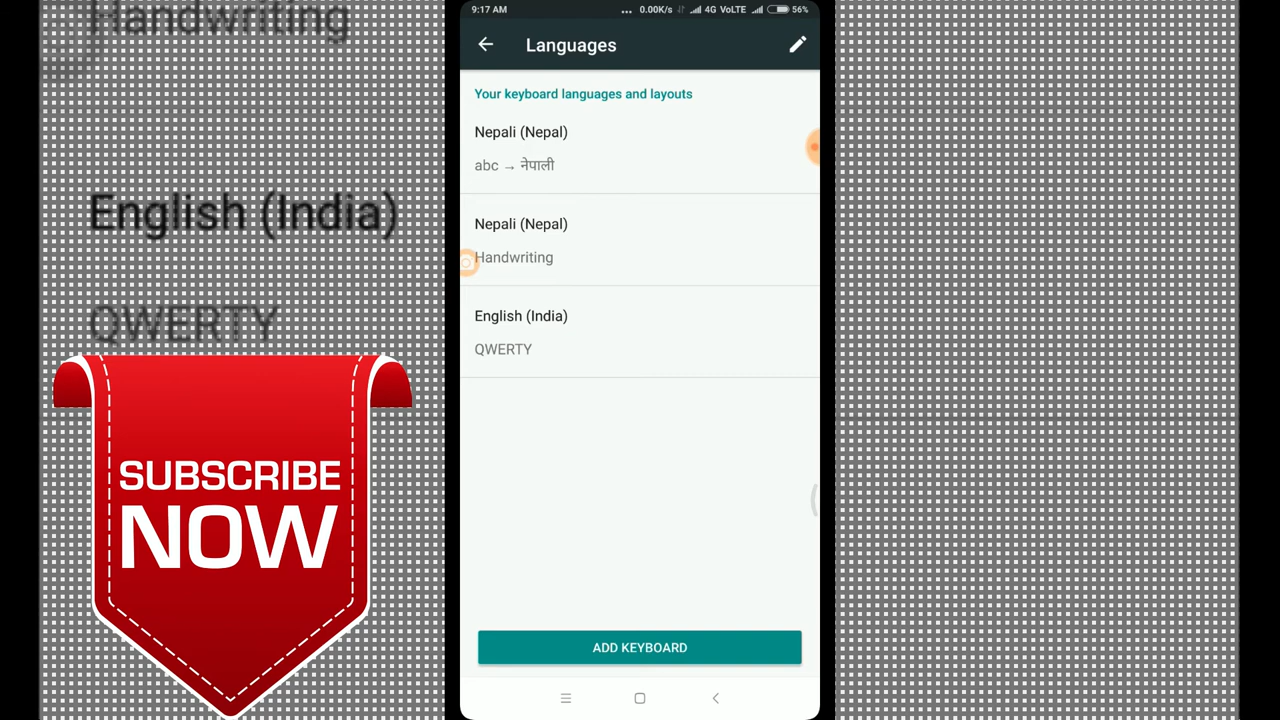 Handwriting
English (India)
QWERTY
SUBSCRIBE
NOW
9:17 AM
... 0.00K/s 4G VoLTE 56%
Languages
Your keyboard languages and layouts
Nepali (Nepal)
abc → नेपाली
Nepali (Nepal)
Handwriting
English (India)
QWERTY
ADD KEYBOARD